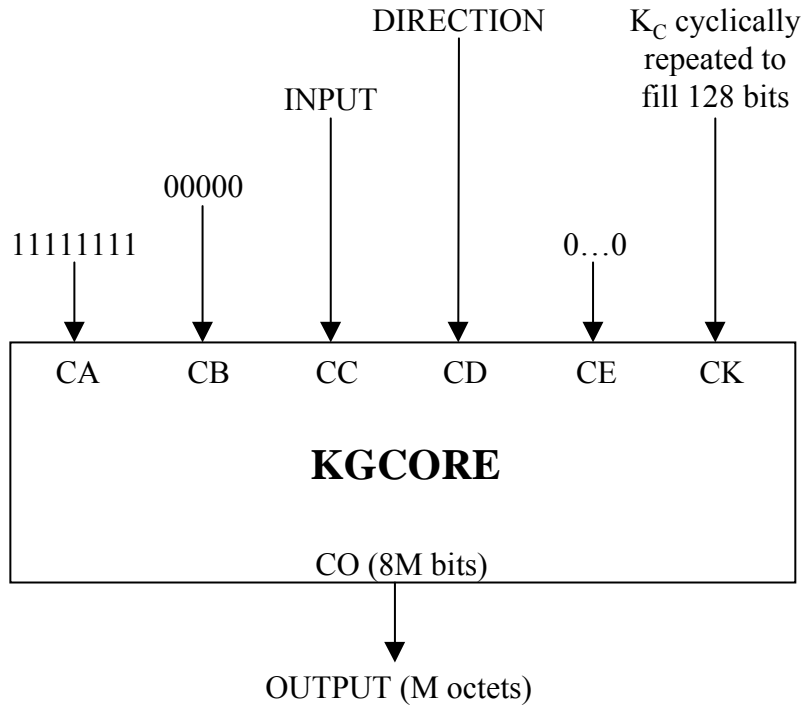 DIRECTION
K_C cyclically
repeated to
fill 128 bits
INPUT
00000
11111111
0…0
CA CB CC CD CE CK
KGCORE
CO (8M bits)
OUTPUT (M octets)